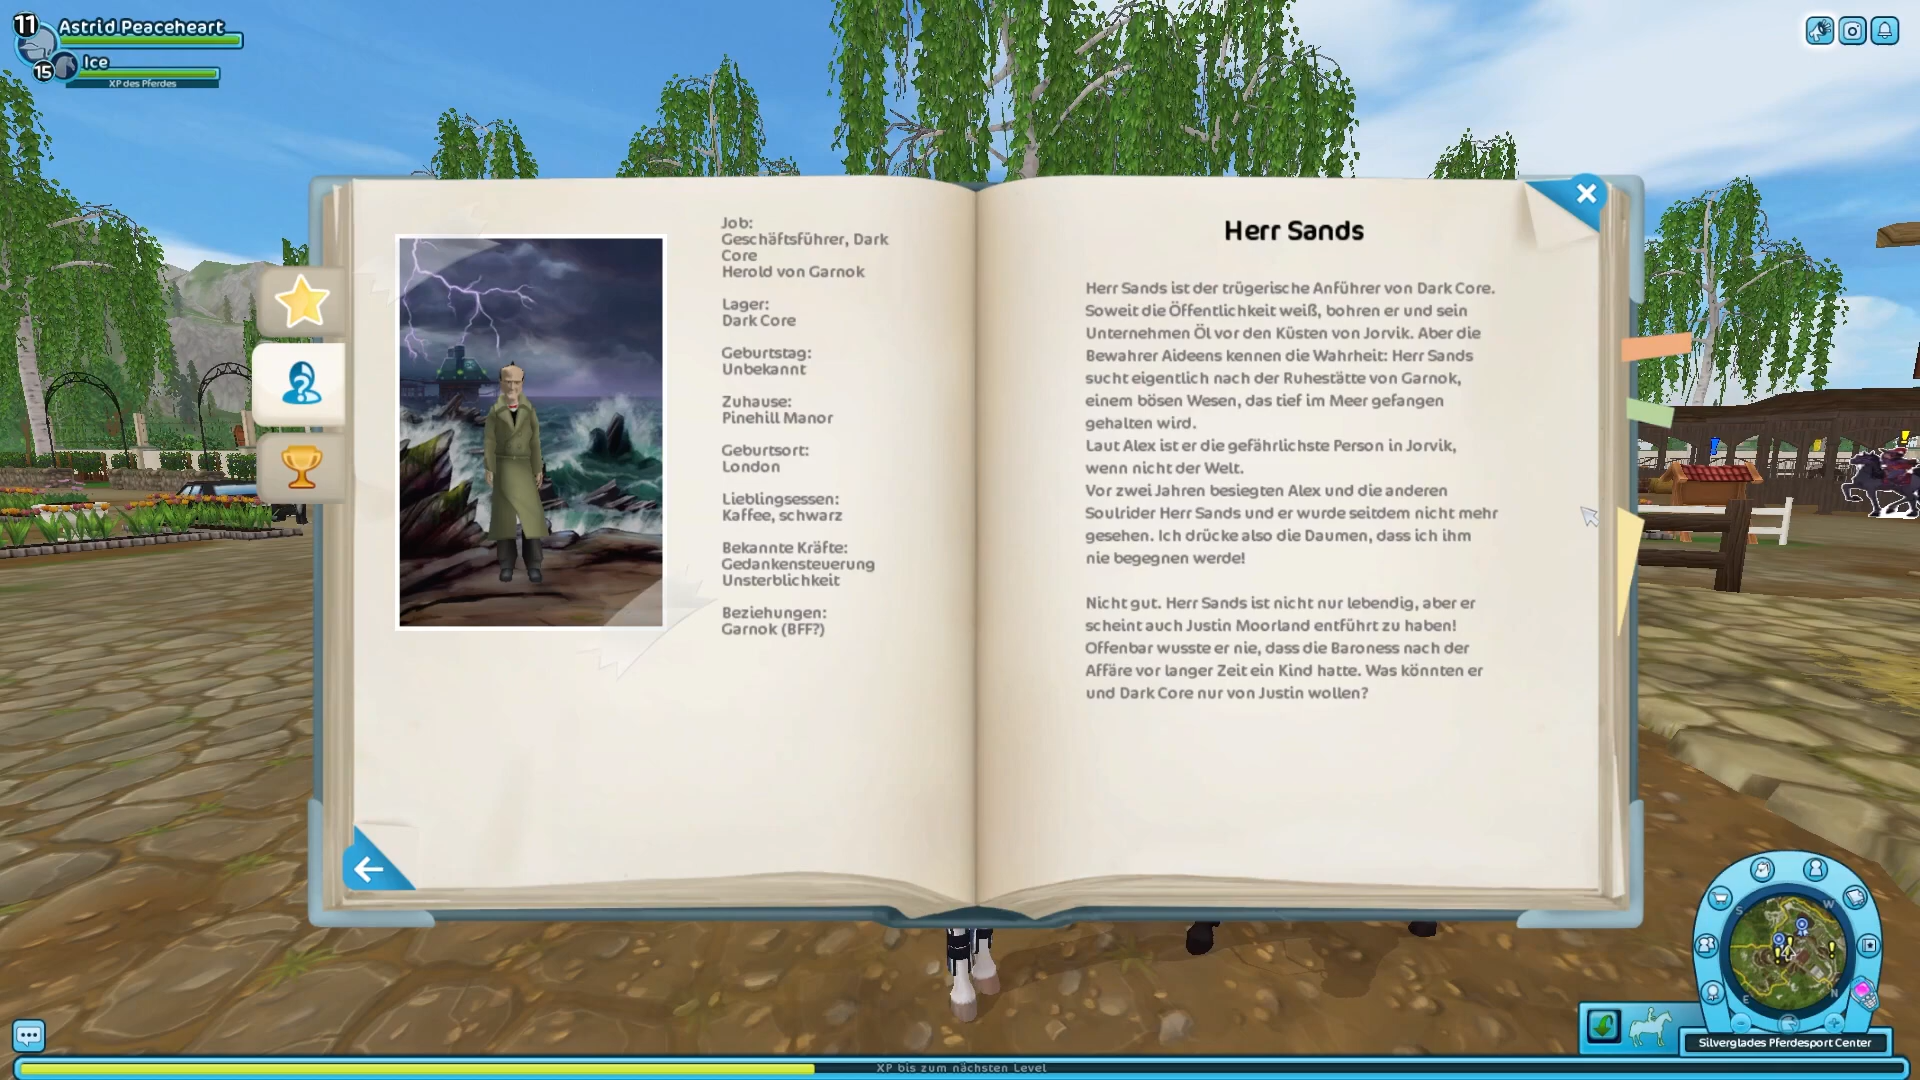 11
Astrid Peaceheart
15
Ice
XP des Pferdes
Job:
Geschäftsführer, Dark
Core
Herold von Garnok
Lager:
Dark Core
Geburtstag:
Unbekannt
Zuhause:
Pinehill Manor
Geburtsort:
London
Lieblingsessen:
Kaffee, schwarz
Bekannte Kräfte:
Gedankensteuerung
Unsterblichkeit
Beziehungen:
Garnok (BFF?)
Herr Sands
Herr Sands ist der trügerische Anführer von Dark Core.
Soweit die Öffentlichkeit weiß, bohren er und sein
Unternehmen Öl vor den Küsten von Jorvik. Aber die
Bewahrer Aideens kennen die Wahrheit: Herr Sands
sucht eigentlich nach der Ruhestätte von Garnok,
einem bösen Wesen, das tief im Meer gefangen
gehalten wird.
Laut Alex ist er die gefährlichste Person in Jorvik,
wenn nicht der Welt.
Vor zwei Jahren besiegten Alex und die anderen
Soulrider Herr Sands und er wurde seitdem nicht mehr
gesehen. Ich drücke also die Daumen, dass ich ihm
nie begegnen werde!
Nicht gut. Herr Sands ist nicht nur lebendig, aber er
scheint auch Justin Moorland entführt zu haben!
Offenbar wusste er nie, dass die Baroness nach der
Affäre vor langer Zeit ein Kind hatte. Was könnten er
und Dark Core nur von Justin wollen?
S
W
E
N
Silverglades Pferdesport Center
XP bis zum nächsten Level